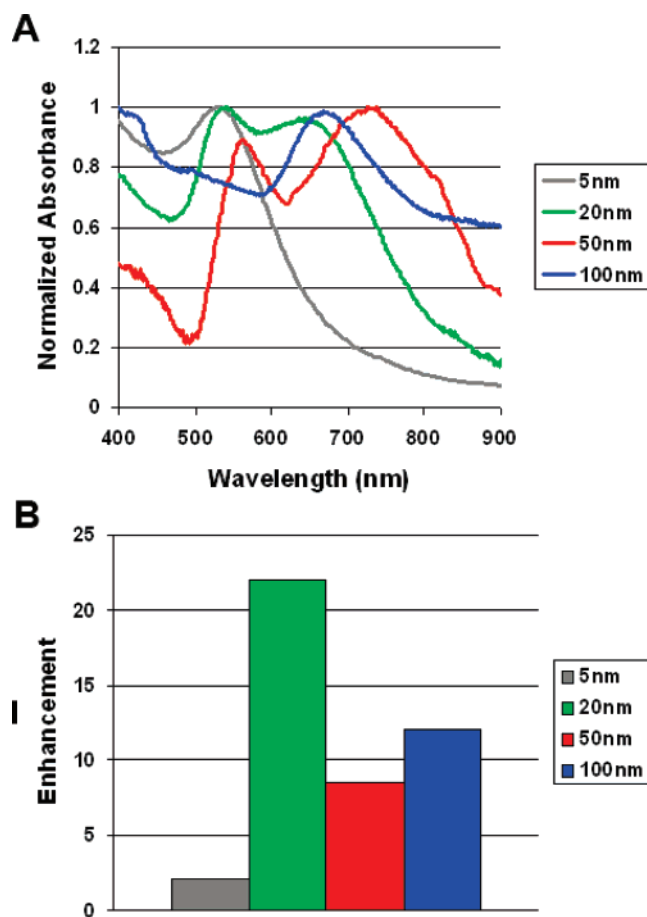 A
Normalized Absorbance
1.2
1
0.8
0.6
0.4
0.2
0
400 500 600 700 800 900
Wavelength (nm)
5nm
20nm
50nm
100nm
B
Enhancement
25
20
15
10
5
0
5nm
20nm
50nm
100nm